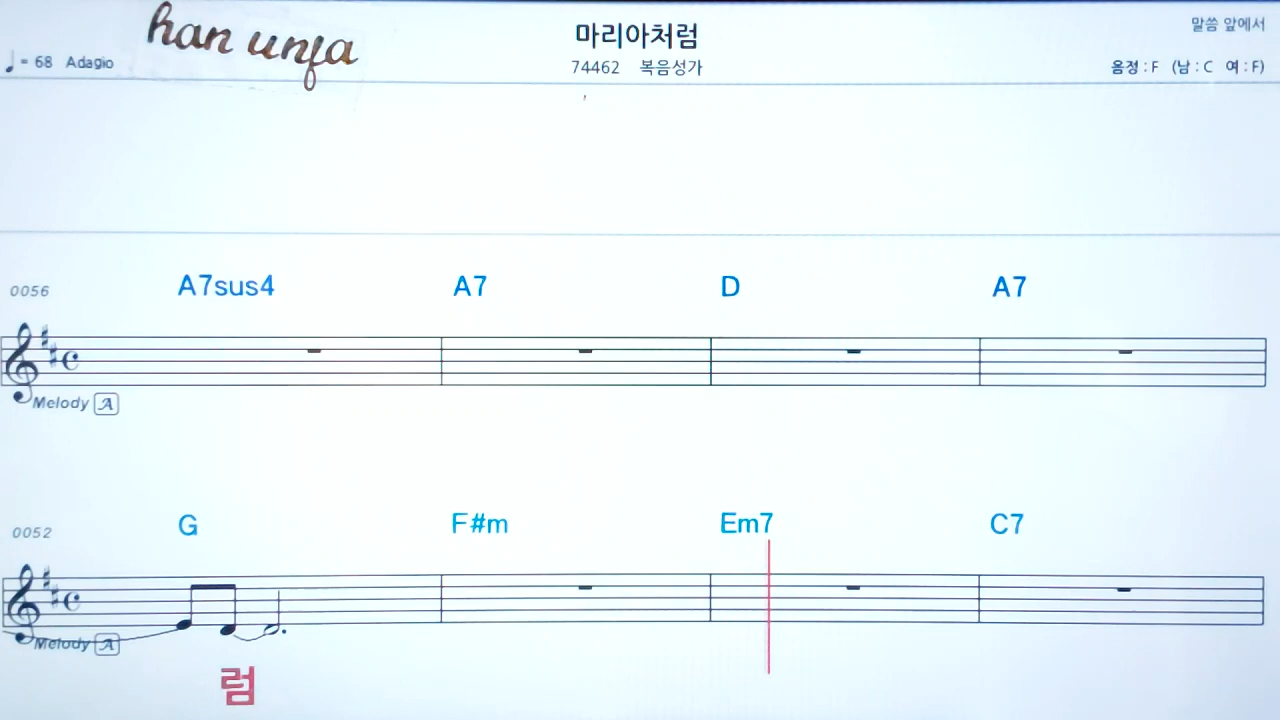 han unfa
마리아처럼
말씀 앞에서
♩= 68 Adagio
74462 복음성가
음정 : F (남 : C 여 : F)
0056 A7sus4 A7 D A7
Melody A
0052 G F#m Em7 C7
Melody A
럼